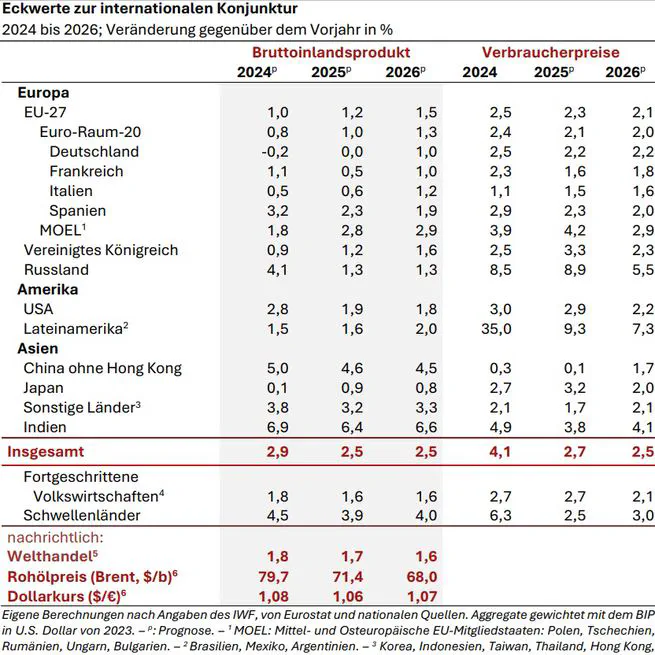 Eckwerte zur internationalen Konjunktur
2024 bis 2026; Veränderung gegenüber dem Vorjahr in %
Bruttoinlandsprodukt Verbraucherpreise
2024ᵖ 2025ᵖ 2026ᵖ 2024 2025ᵖ 2026ᵖ
Europa
EU-27 1,0 1,2 1,5 2,5 2,3 2,1
Euro-Raum-20 0,8 1,0 1,3 2,4 2,1 2,0
Deutschland -0,2 0,0 1,0 2,5 2,2 2,2
Frankreich 1,1 0,5 1,0 2,3 1,6 1,8
Italien 0,5 0,6 1,2 1,1 1,5 1,6
Spanien 3,2 2,3 1,9 2,9 2,3 2,0
MOEL¹ 1,8 2,8 2,9 3,9 4,2 2,9
Vereinigtes Königreich 0,9 1,2 1,6 2,5 3,3 2,3
Russland 4,1 1,3 1,3 8,5 8,9 5,5
Amerika
USA 2,8 1,9 1,8 3,0 2,9 2,2
Lateinamerika² 1,5 1,6 2,0 35,0 9,3 7,3
Asien
China ohne Hong Kong 5,0 4,6 4,5 0,3 0,1 1,7
Japan 0,1 0,9 0,8 2,7 3,2 2,0
Sonstige Länder³ 3,8 3,2 3,3 2,1 1,7 2,1
Indien 6,9 6,4 6,6 4,9 3,8 4,1
Insgesamt 2,9 2,5 2,5 4,1 2,7 2,5
Fortgeschrittene
Volkswirtschaften⁴ 1,8 1,6 1,6 2,7 2,7 2,1
Schwellenländer 4,5 3,9 4,0 6,3 2,5 3,0
nachrichtlich:
Welthandel⁵ 1,8 1,7 1,6
Rohölpreis (Brent, $/b)⁶ 79,7 71,4 68,0
Dollarkurs ($/€)⁶ 1,08 1,06 1,07
Eigene Berechnungen nach Angaben des IWF, von Eurostat und nationalen Quellen. Aggregate gewichtet mit dem BIP
in U.S. Dollar von 2023. – ᵖ: Prognose. – ¹ MOEL: Mittel- und Osteuropäische EU-Mitgliedstaaten: Polen, Tschechien,
Rumänien, Ungarn, Bulgarien. – ² Brasilien, Mexiko, Argentinien. – ³ Korea, Indonesien, Taiwan, Thailand, Hong Kong,